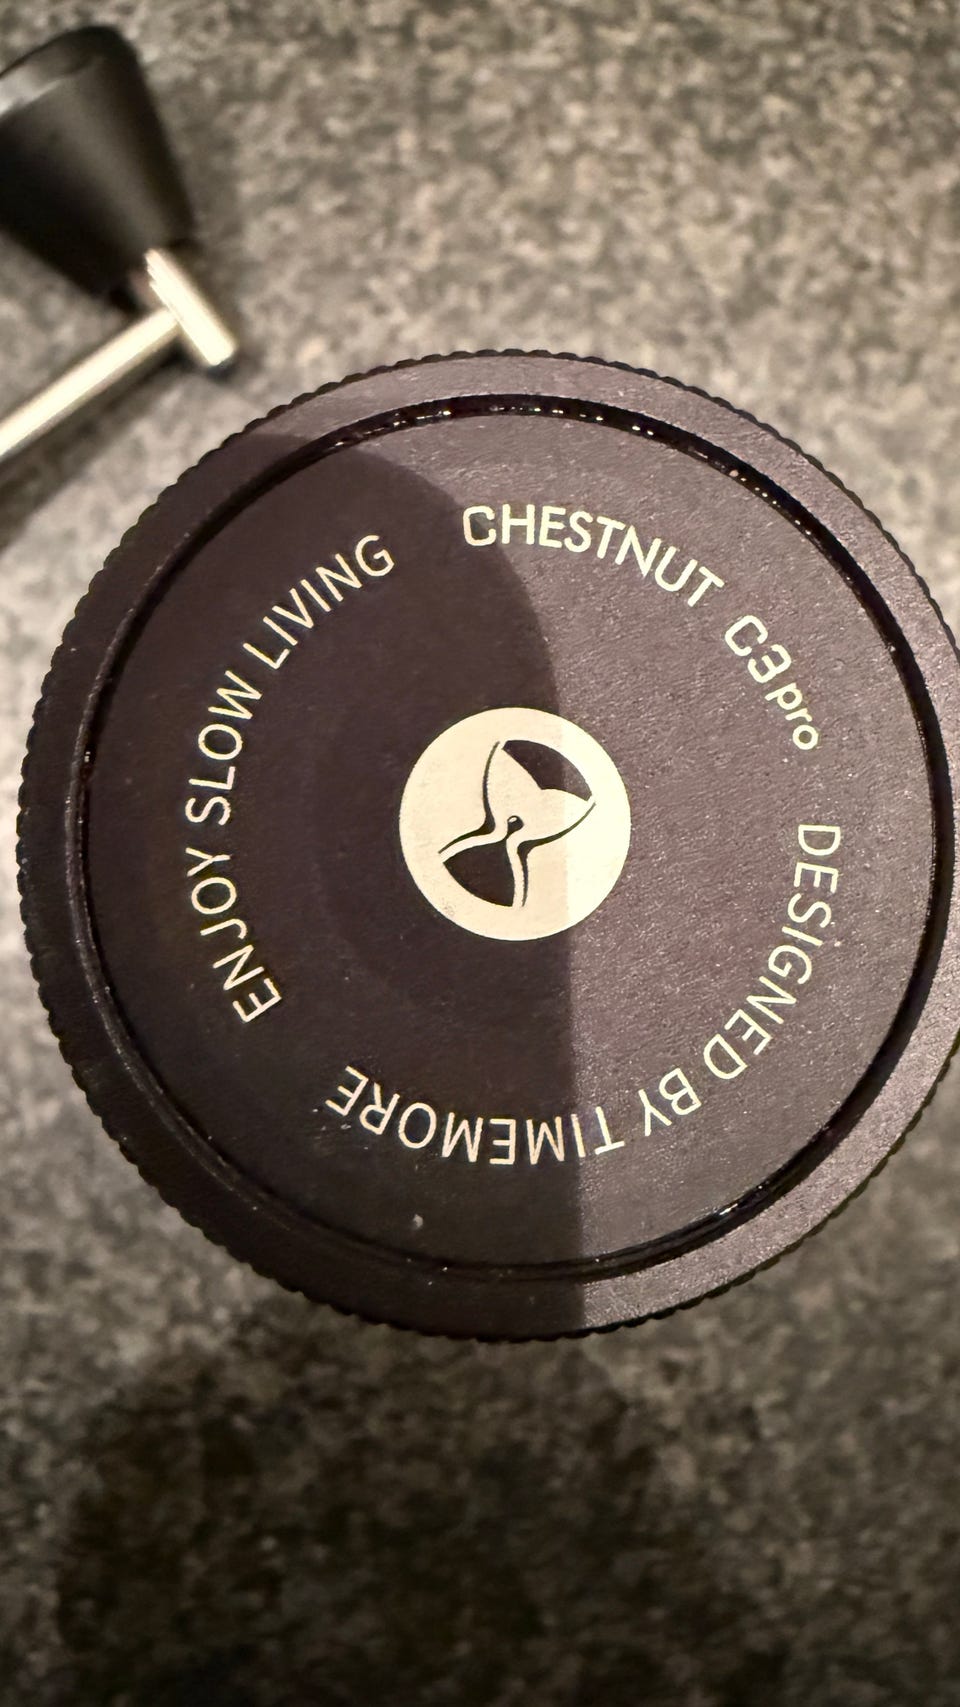 CHESTNUT C3pro
DESIGNED BY TIMEMORE
ENJOY SLOW LIVING